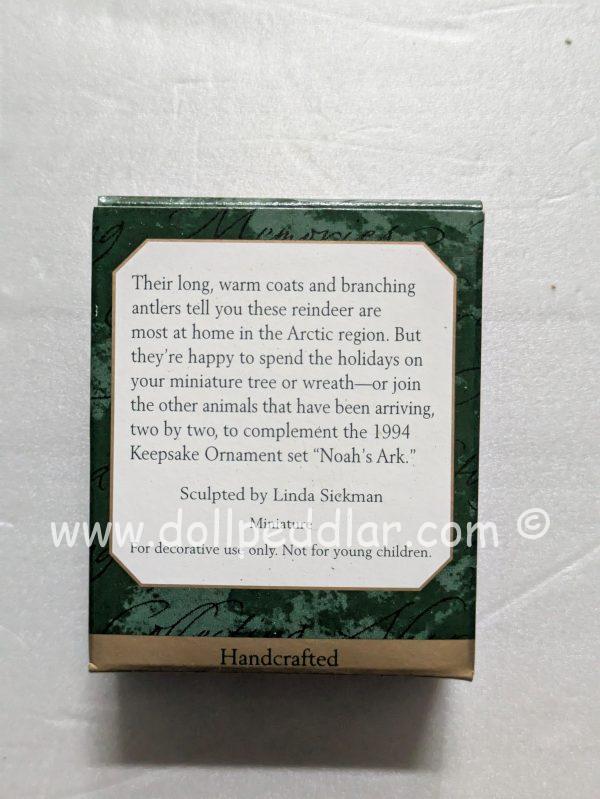 Memories
Their long, warm coats and branching
antlers tell you these reindeer are
most at home in the Arctic region. But
they're happy to spend the holidays on
your miniature tree or wreath—or join
the other animals that have been arriving,
two by two, to complement the 1994
Keepsake Ornament set "Noah's Ark."
Sculpted by Linda Sickman
Miniature
www.dollpeddlar.com ©
For decorative use only. Not for young children.
Handcrafted